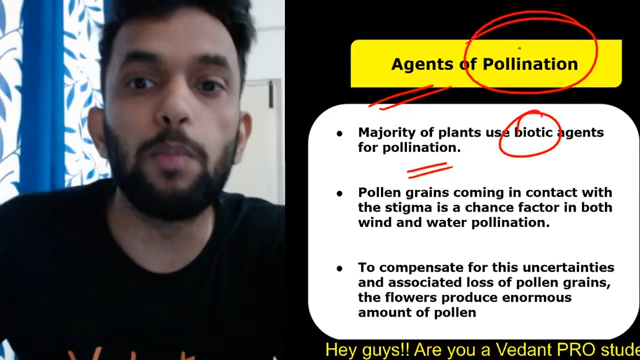 Agents of Pollination
Majority of plants use biotic agents
for pollination.
Pollen grains coming in contact with
the stigma is a chance factor in both
wind and water pollination.
To compensate for this uncertainties
and associated loss of pollen grains,
the flowers produce enormous
amount of pollen
Hey guys!! Are you a Vedant PRO stude